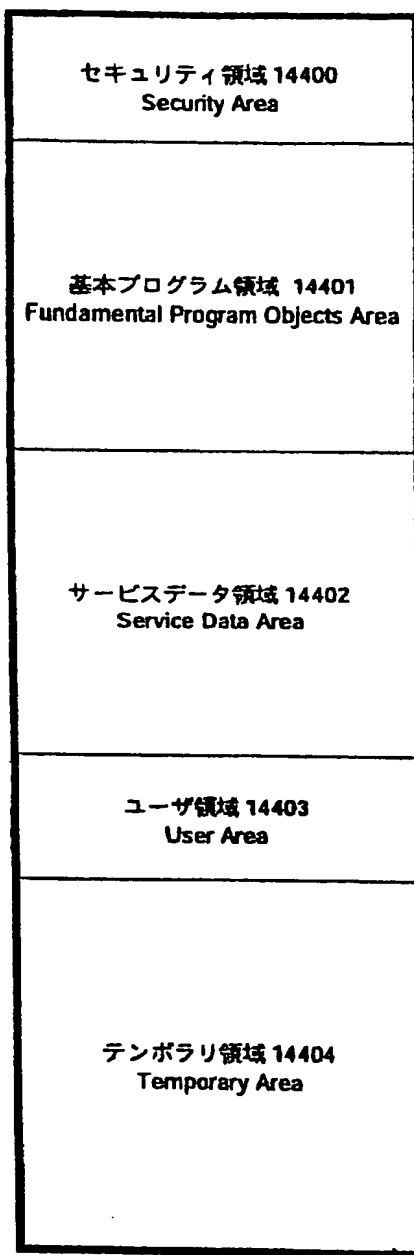 セキュリティ領域 14400
Security Area
基本プログラム領域 14401
Fundamental Program Objects Area
サービスデータ領域 14402
Service Data Area
ユーザ領域 14403
User Area
テンポラリ領域 14404
Temporary Area